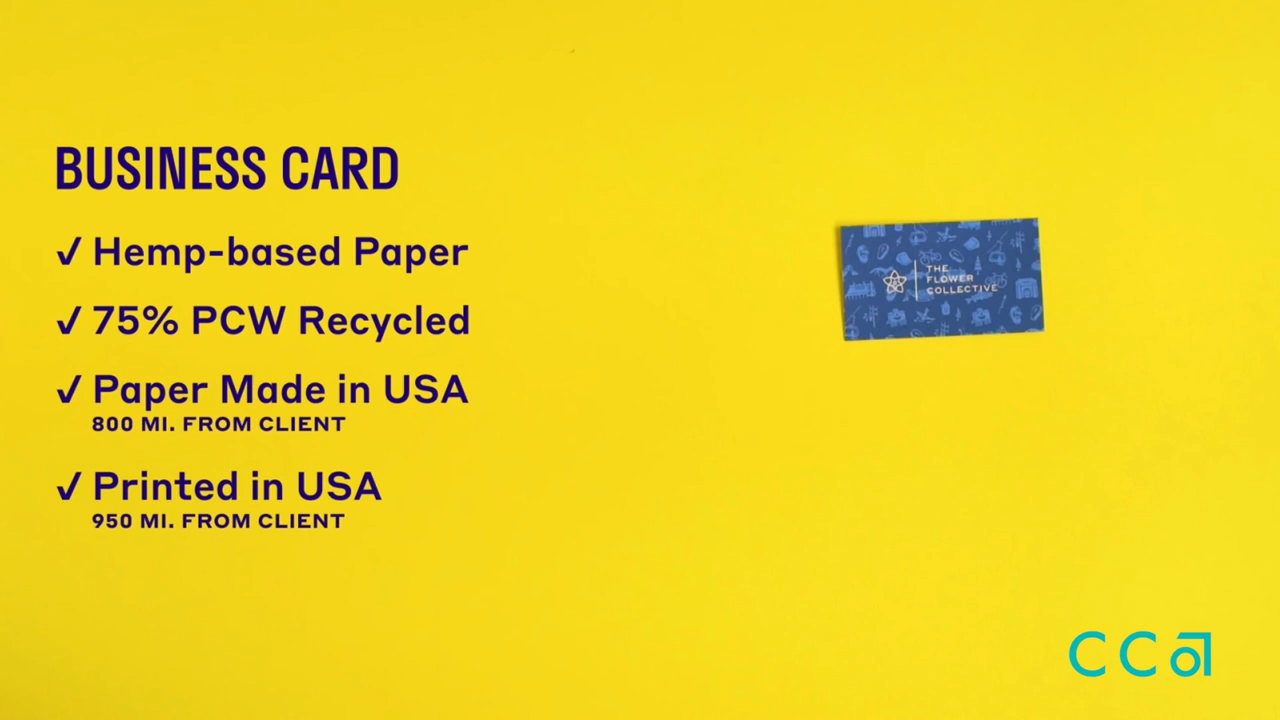 BUSINESS CARD
✓ Hemp-based Paper
✓ 75% PCW Recycled
✓ Paper Made in USA
800 MI. FROM CLIENT
✓ Printed in USA
950 MI. FROM CLIENT
THE
FLOWER
COLLECTIVE
CCA